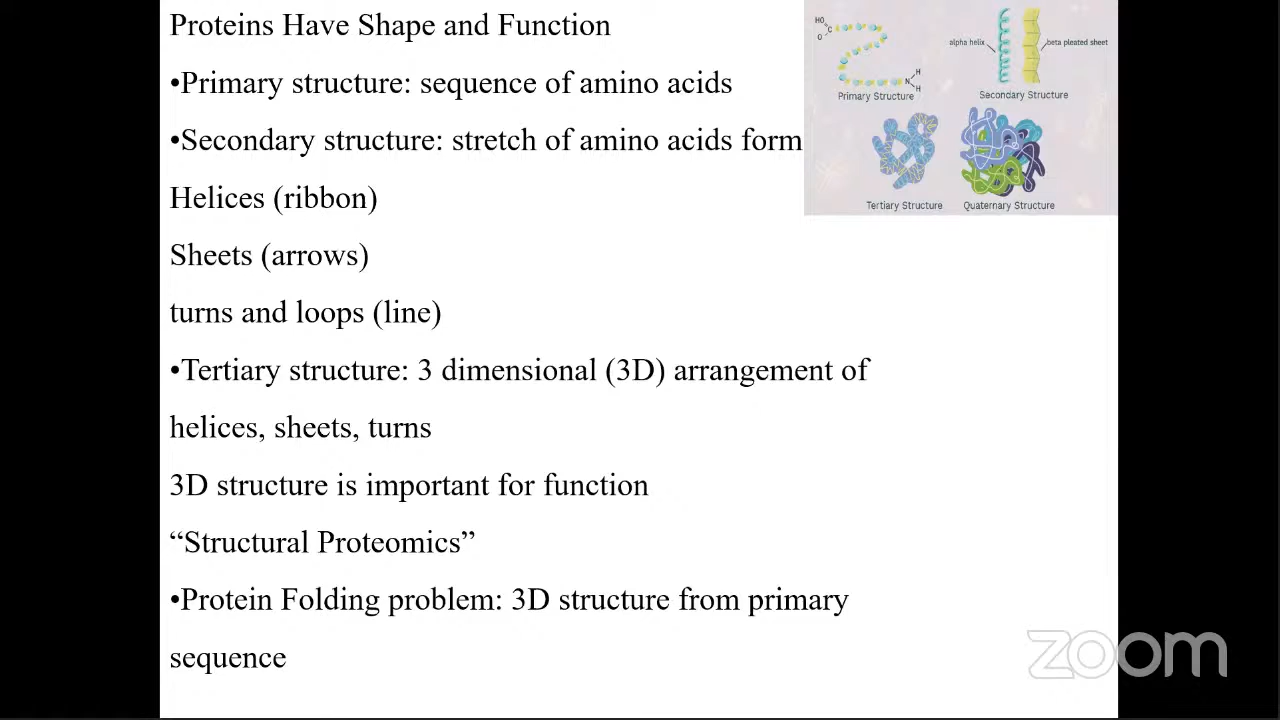 Proteins Have Shape and Function
•Primary structure: sequence of amino acids
•Secondary structure: stretch of amino acids form
Helices (ribbon)
Sheets (arrows)
turns and loops (line)
•Tertiary structure: 3 dimensional (3D) arrangement of
helices, sheets, turns
3D structure is important for function
“Structural Proteomics”
•Protein Folding problem: 3D structure from primary
sequence
HO
C
O
N
H
H
Primary Structure
alpha helix
beta pleated sheet
Secondary Structure
Tertiary Structure
Quaternary Structure
zoom